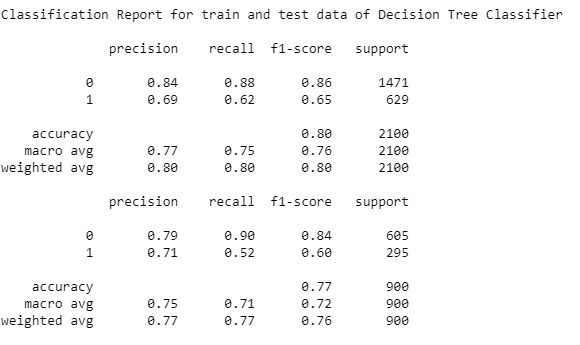 Classification Report for train and test data of Decision Tree Classifier
precision recall f1-score support
0 0.84 0.88 0.86 1471
1 0.69 0.62 0.65 629
accuracy 0.80 2100
macro avg 0.77 0.75 0.76 2100
weighted avg 0.80 0.80 0.80 2100
precision recall f1-score support
0 0.79 0.90 0.84 605
1 0.71 0.52 0.60 295
accuracy 0.77 900
macro avg 0.75 0.71 0.72 900
weighted avg 0.77 0.77 0.76 900